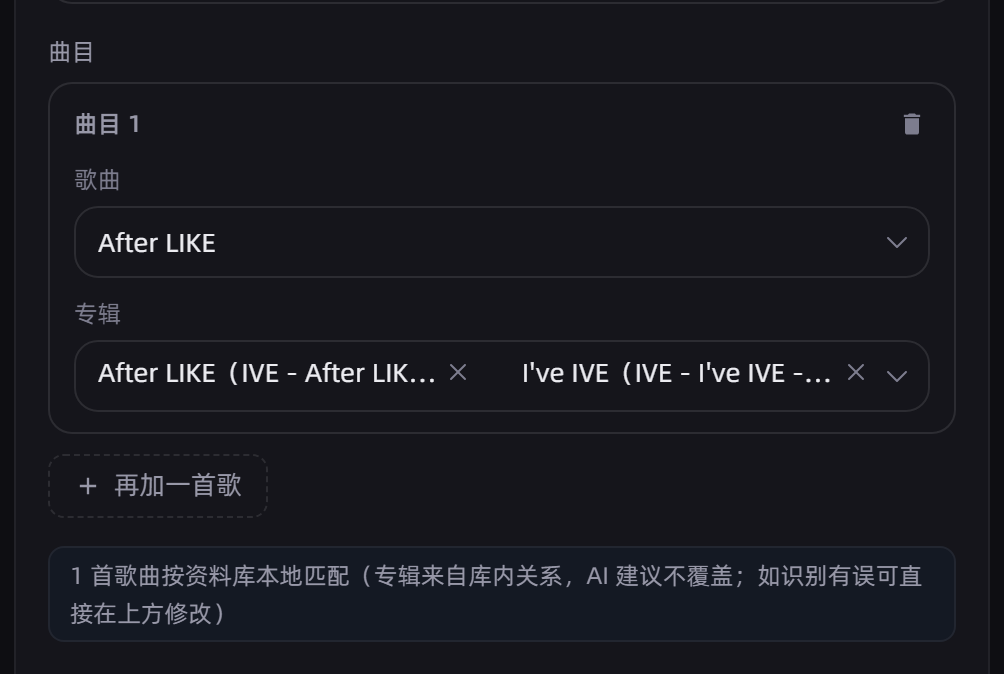 曲目
曲目 1
歌曲
After LIKE
专辑
After LIKE（IVE - After LIK... × I've IVE（IVE - I've IVE -... ×
+ 再加一首歌
1 首歌曲按资料库本地匹配（专辑来自库内关系，AI 建议不覆盖；如识别有误可直
接在上方修改）